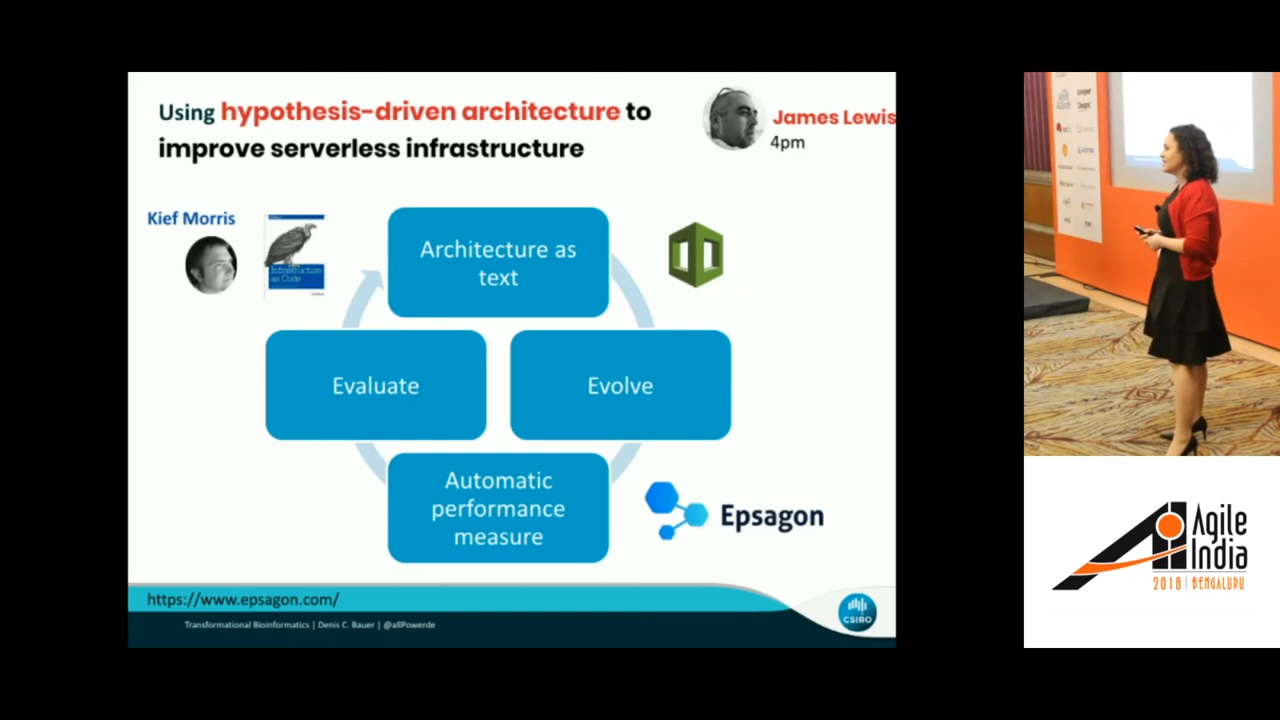 Using hypothesis-driven architecture to
improve serverless infrastructure
James Lewis
4pm
Kief Morris
Infrastructure
as Code
Architecture as
text
Evaluate
Evolve
Automatic
performance
measure
Epsagon
https://www.epsagon.com/
Transformational Bioinformatics | Denis C. Bauer | @allPowerde
CSIRO
Agile
India
2018 | BENGALURU